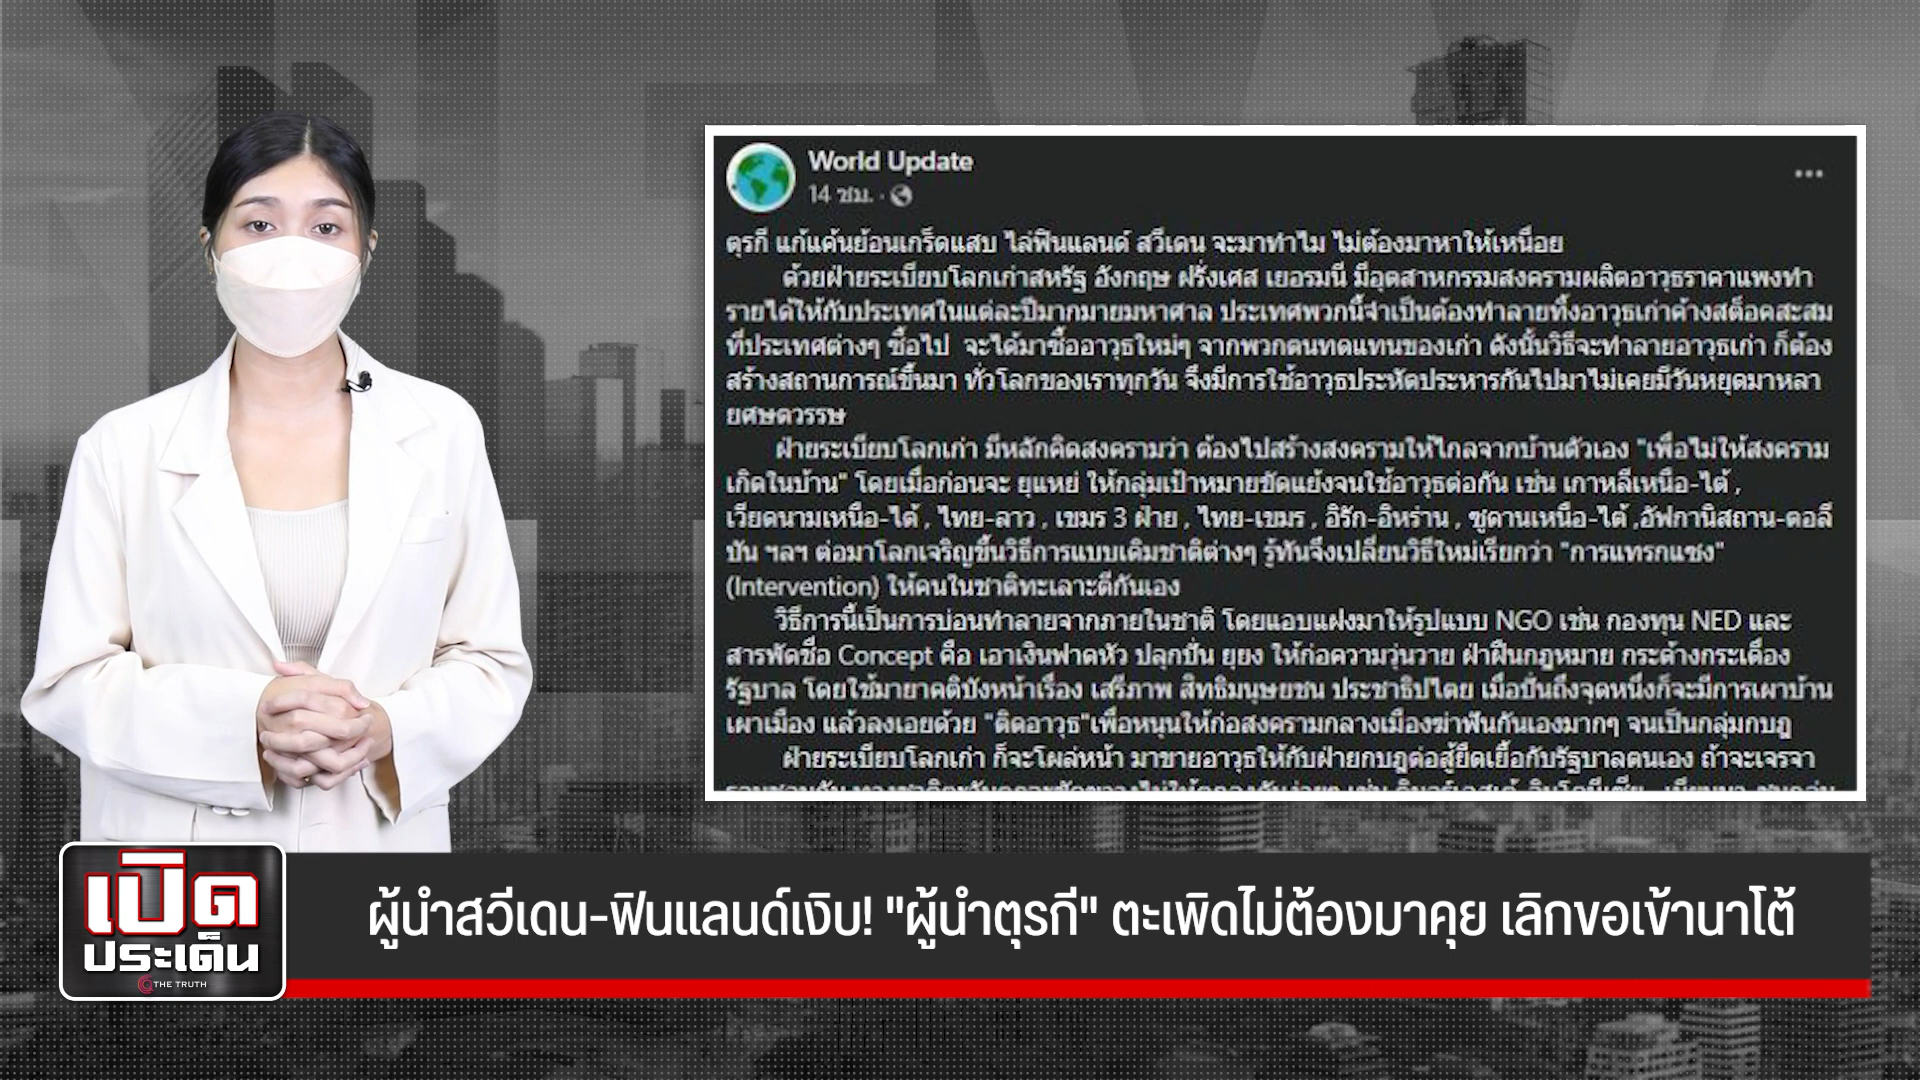 World Update
14 ชม. ·
ตุรกี แก้แค้นย้อนเกร็ดแสบ ไล่ฟินแลนด์ สวีเดน จะมาทำไม ไม่ต้องมาหาให้เหนื่อย
ด้วยฝ่ายระเบียบโลกเก่าสหรัฐ อังกฤษ ฝรั่งเศส เยอรมนี มีอุตสาหกรรมสงครามผลิตอาวุธราคาแพงทำ
รายได้ให้กับประเทศในแต่ละปีมากมายมหาศาล ประเทศพวกนี้จำเป็นต้องทำลายทิ้งอาวุธเก่าค้างสต็อคสะสม
ที่ประเทศต่างๆ ซื้อไป จะได้มาซื้ออาวุธใหม่ๆ จากพวกตนทดแทนของเก่า ดังนั้นวิธีจะทำลายอาวุธเก่า ก็ต้อง
สร้างสถานการณ์ขึ้นมา ทั่วโลกของเราทุกวัน จึงมีการใช้อาวุธประหัตประหารกันไปมาไม่เคยมีวันหยุดมาหลา
ยศษตวรรษ
ฝ่ายระเบียบโลกเก่า มีหลักคิดสงครามว่า ต้องไปสร้างสงครามให้ไกลจากบ้านตัวเอง "เพื่อไม่ให้สงคราม
เกิดในบ้าน" โดยเมื่อก่อนจะ ยุแหย่ ให้กลุ่มเป้าหมายขัดแย้งจนใช้อาวุธต่อกัน เช่น เกาหลีเหนือ-ใต้ ,
เวียดนามเหนือ-ใต้ , ไทย-ลาว , เขมร 3 ฝ่าย , ไทย-เขมร , อิรัก-อิหร่าน , ซูดานเหนือ-ใต้ ,อัฟกานิสถาน-ตอลี
บัน ฯลฯ ต่อมาโลกเจริญขึ้นวิธีการแบบเดิมชาติต่างๆ รู้ทันจึงเปลี่ยนวิธีใหม่เรียกว่า "การแทรกแซง"
(Intervention) ให้คนในชาติทะเลาะตีกันเอง
วิธีการนี้เป็นการบ่อนทำลายจากภายในชาติ โดยแอบแฝงมาให้รูปแบบ NGO เช่น กองทุน NED และ
สารพัดชื่อ Concept คือ เอาเงินฟาดหัว ปลุกปั่น ยุยง ให้ก่อความวุ่นวาย ฝ่าฝืนกฎหมาย กระด้างกระเดื่อง
รัฐบาล โดยใช้มายาคติบังหน้าเรื่อง เสรีภาพ สิทธิมนุษยชน ประชาธิปไตย เมื่อปั่นถึงจุดหนึ่งก็จะมีการเผาบ้าน
เผาเมือง แล้วลงเอยด้วย "ติดอาวุธ"เพื่อหนุนให้ก่อสงครามกลางเมืองฆ่าฟันกันเองมากๆ จนเป็นกลุ่มกบฎ
ฝ่ายระเบียบโลกเก่า ก็จะโผล่หน้า มาขายอาวุธให้กับฝ่ายกบฎต่อสู้ยืดเยื้อกับรัฐบาลตนเอง ถ้าจะเจรจา
เปิด
ประเด็น
THE TRUTH
ผู้นำสวีเดน-ฟินแลนด์เงิบ! "ผู้นำตุรกี" ตะเพิดไม่ต้องมาคุย เลิกขอเข้านาโต้